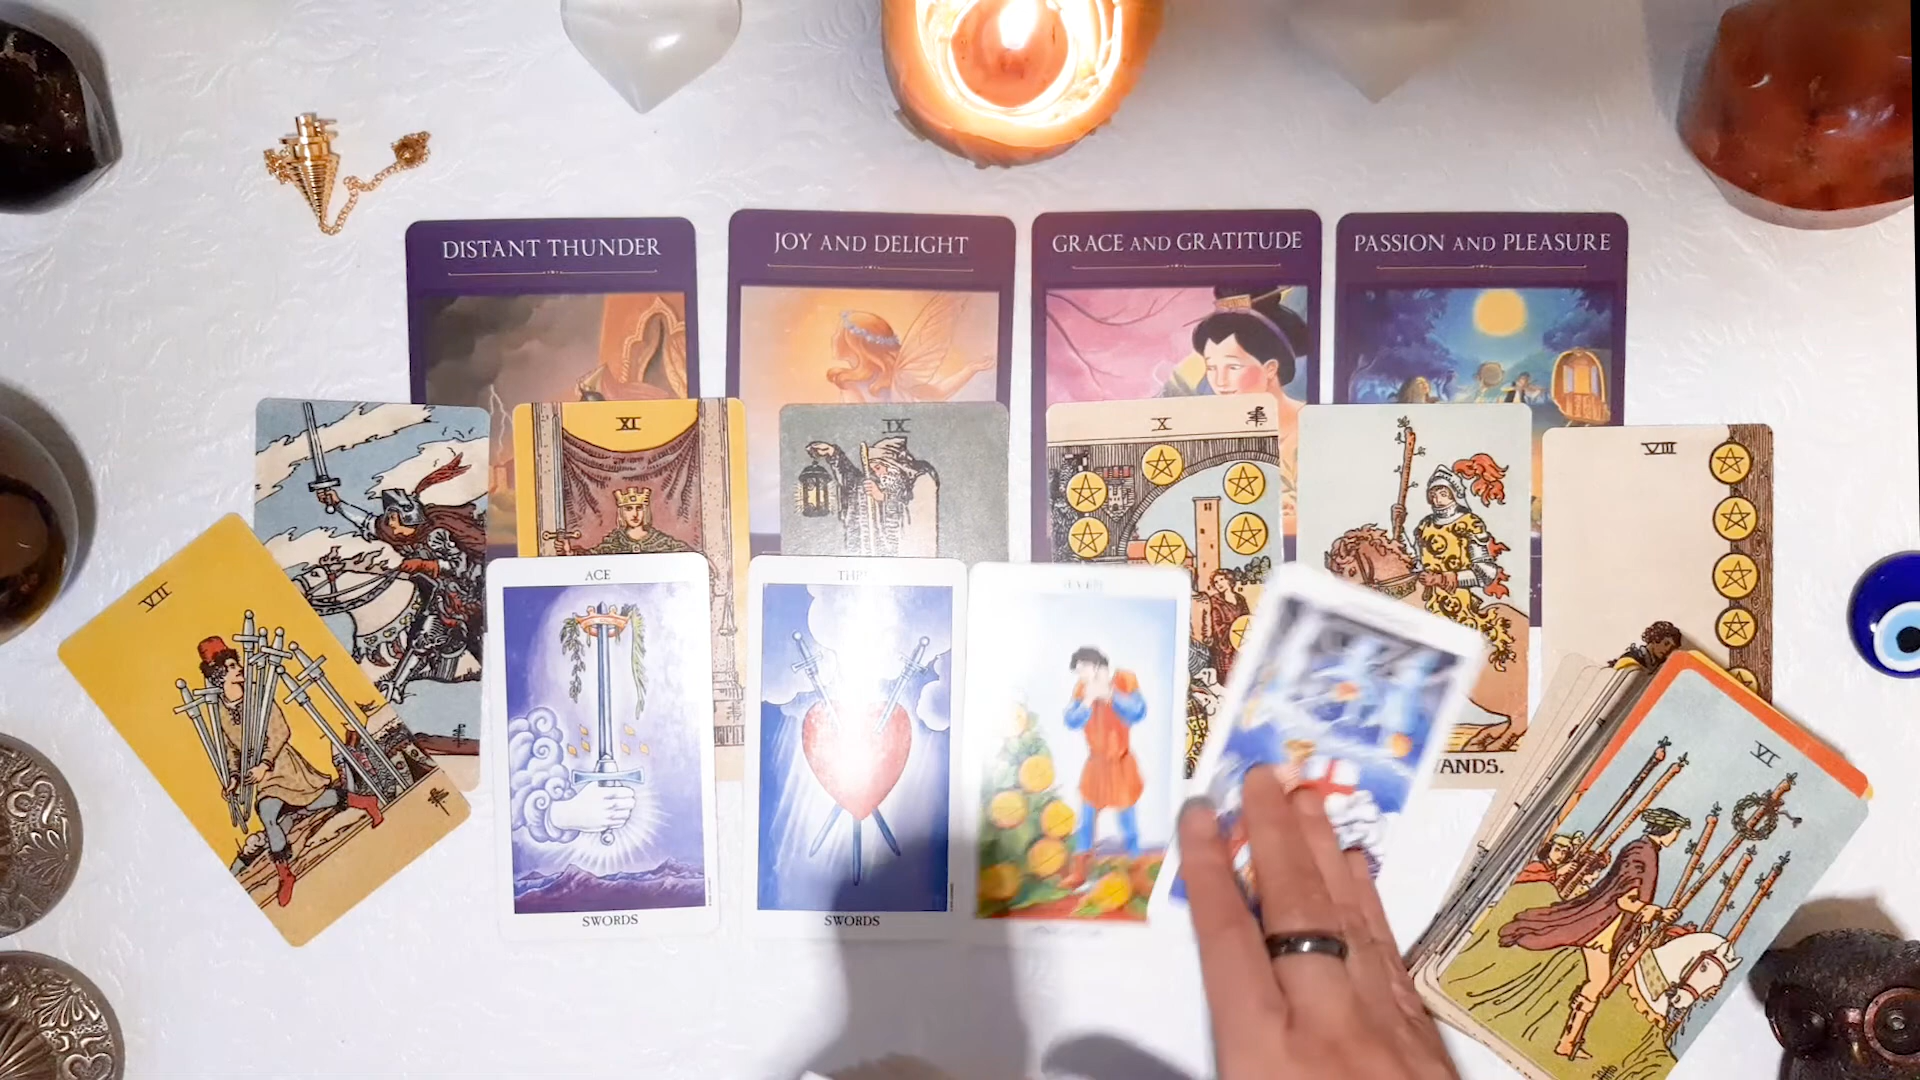 DISTANT THUNDER
JOY AND DELIGHT
GRACE AND GRATITUDE
PASSION AND PLEASURE
XI
IX
X
VIII
VII
ACE
SWORDS
SWORDS
WANDS.
VI